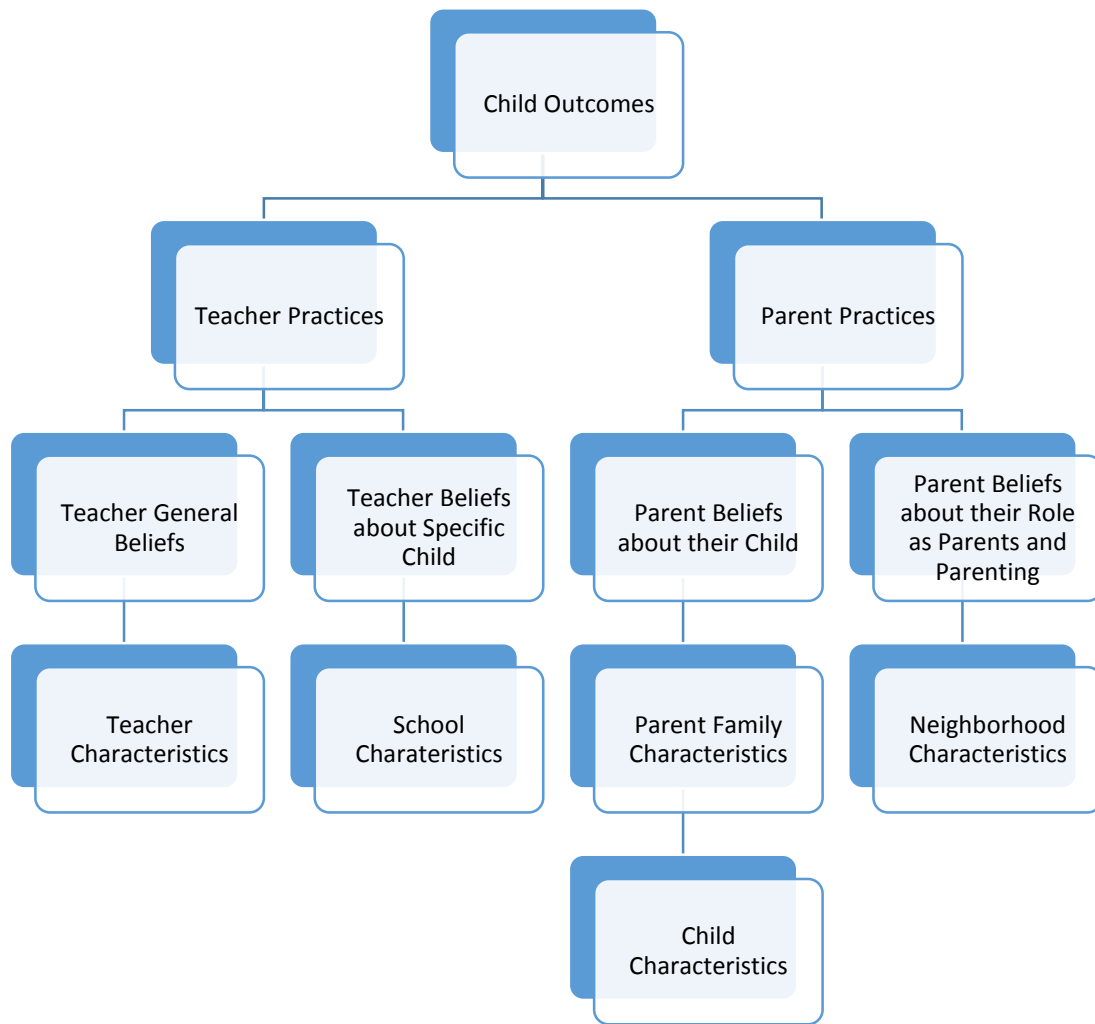 Child Outcomes
Teacher Practices
Parent Practices
Teacher General
Beliefs
Teacher Beliefs
about Specific
Child
Parent Beliefs
about their Child
Parent Beliefs
about their Role
as Parents and
Parenting
Teacher
Characteristics
School
Charateristics
Parent Family
Characteristics
Neighborhood
Characteristics
Child
Characteristics